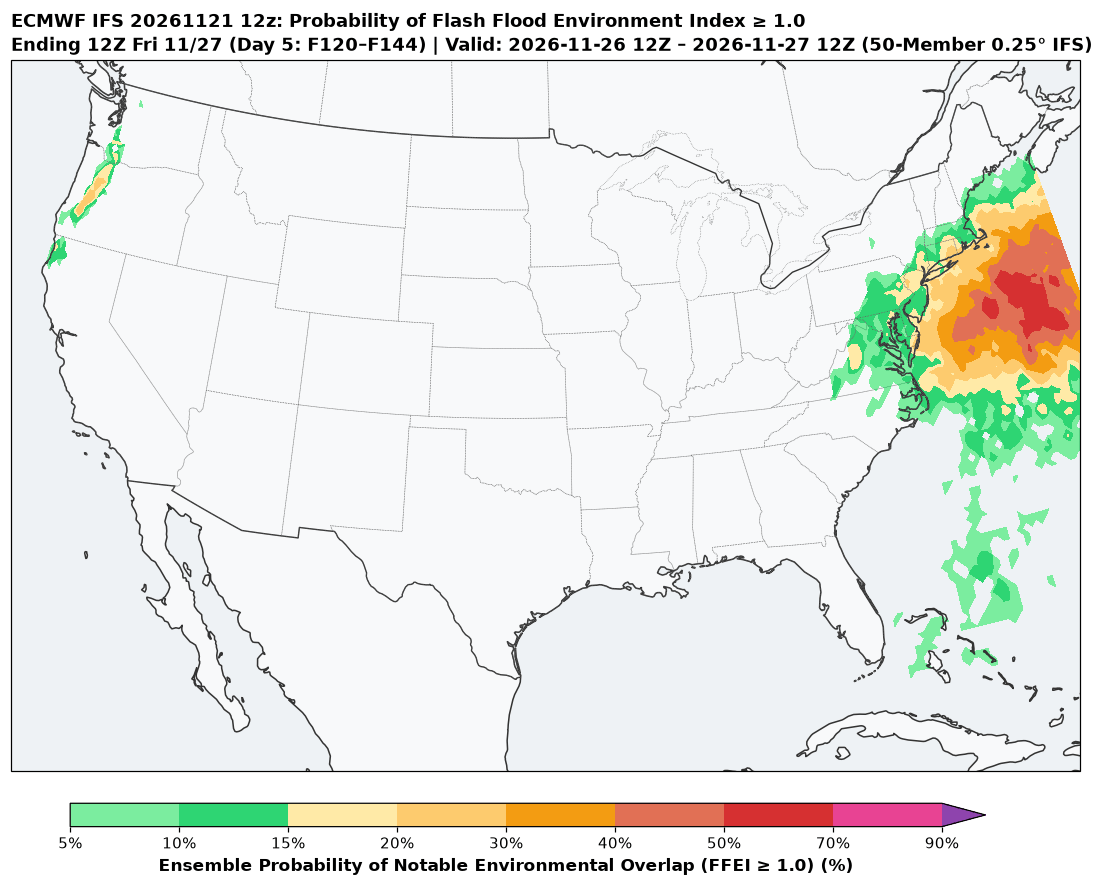 ECMWF IFS 20261121 12z: Probability of Flash Flood Environment Index ≥ 1.0
Ending 12Z Fri 11/27 (Day 5: F120–F144) | Valid: 2026-11-26 12Z – 2026-11-27 12Z (50-Member 0.25° IFS)
5% 10% 15% 20% 30% 40% 50% 70% 90%
Ensemble Probability of Notable Environmental Overlap (FFEI ≥ 1.0) (%)